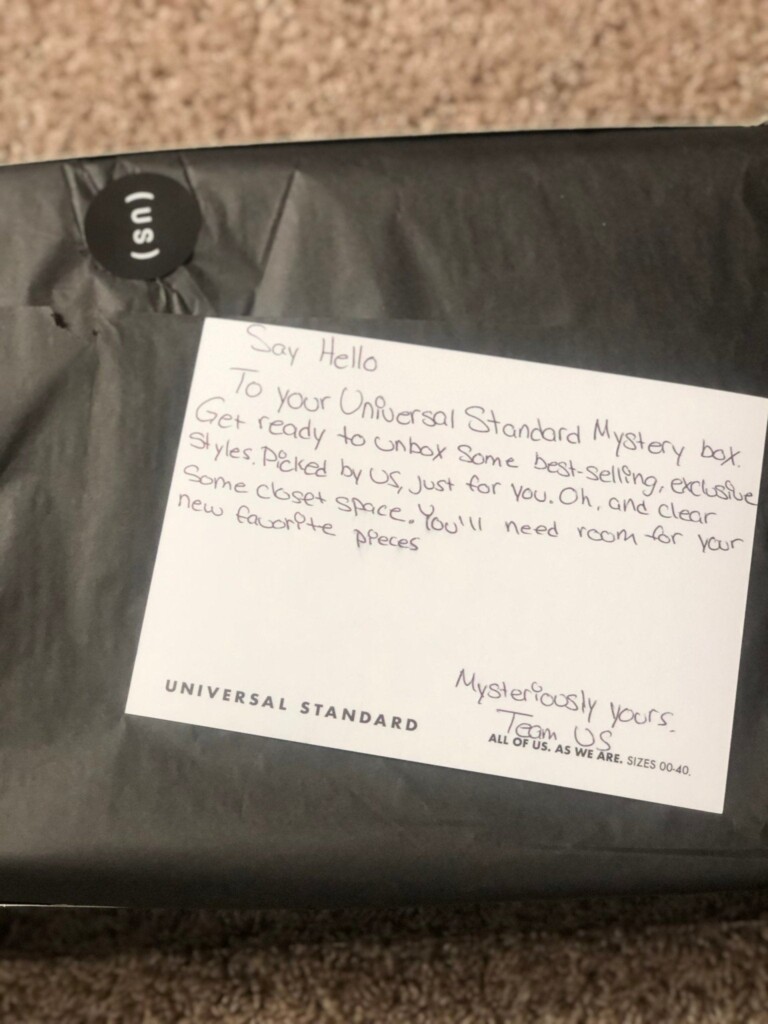 (us)
Say Hello
To your Universal Standard Mystery box.
Get ready to unbox some best-selling, exclusive
styles. Picked by US, just for you. Oh, and clear
some closet space. You'll need room for your
new favorite pieces
Mysteriously yours.
Team US
UNIVERSAL STANDARD
ALL OF US. AS WE ARE. SIZES 00-40.